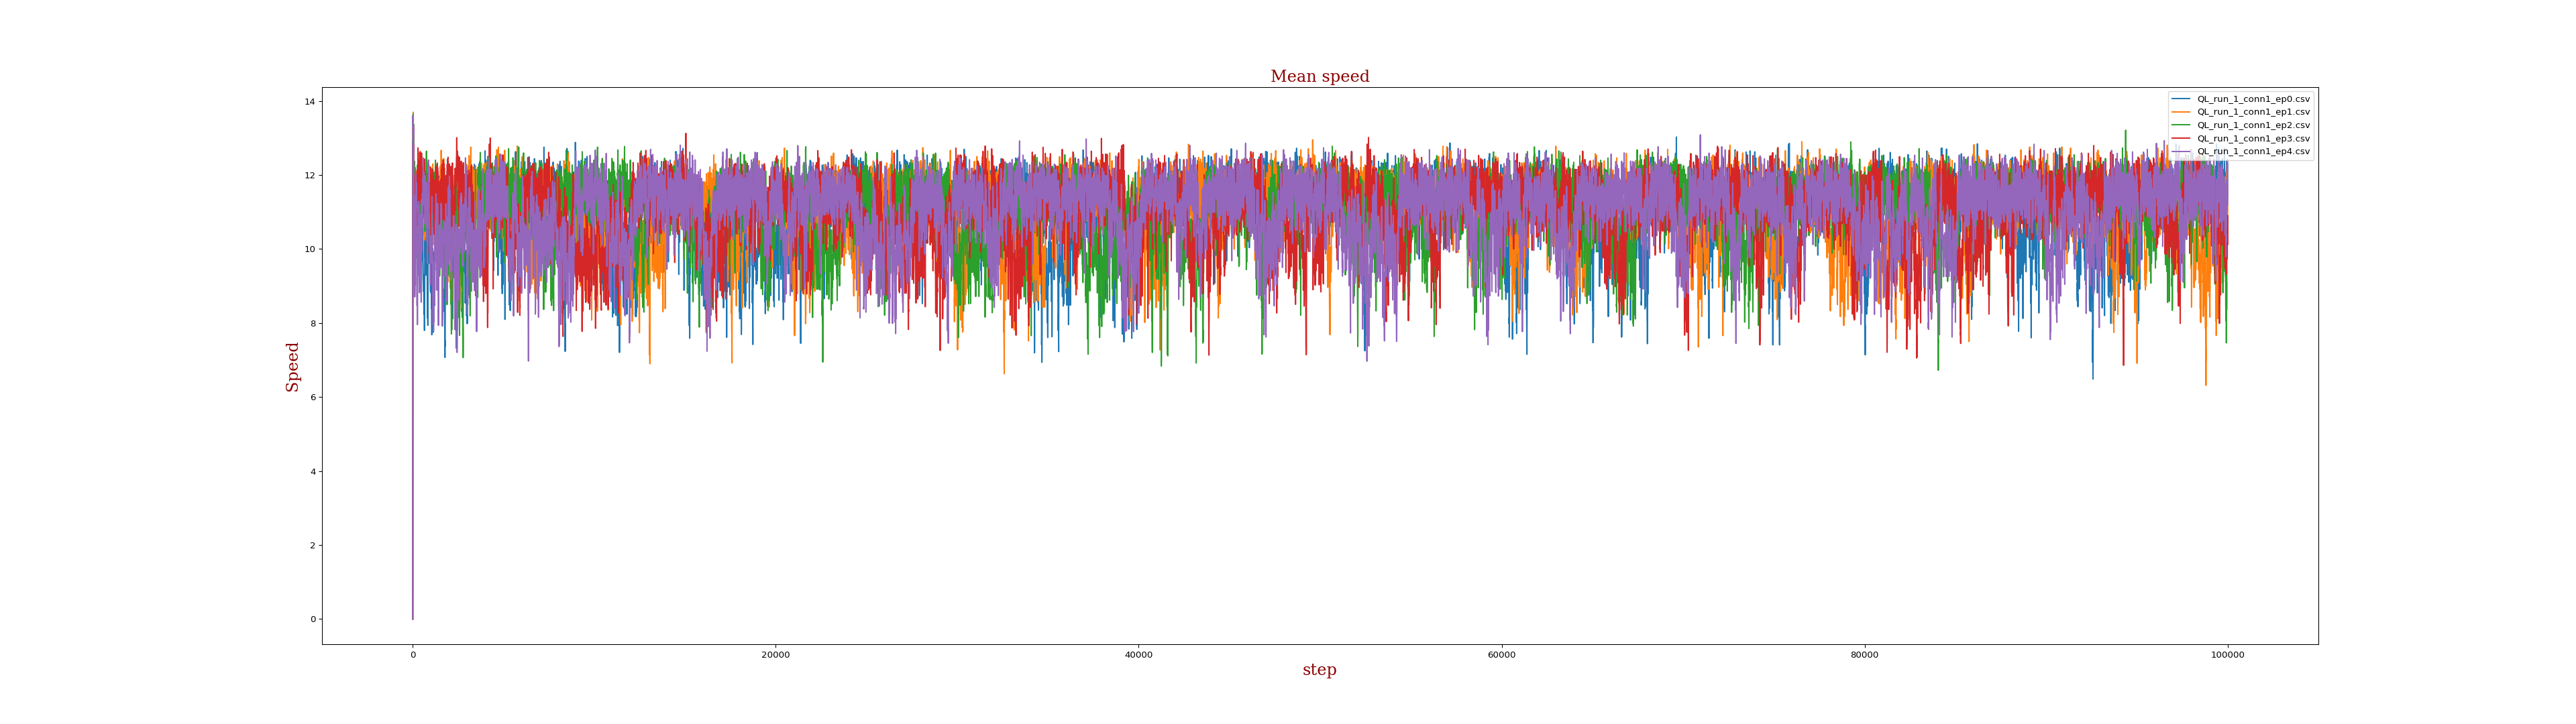 Mean speed
14
12
10
8
6
4
2
0
Speed
QL_run_1_conn1_ep0.csv
QL_run_1_conn1_ep1.csv
QL_run_1_conn1_ep2.csv
QL_run_1_conn1_ep3.csv
QL_run_1_conn1_ep4.csv
0 20000 40000 60000 80000 100000
step